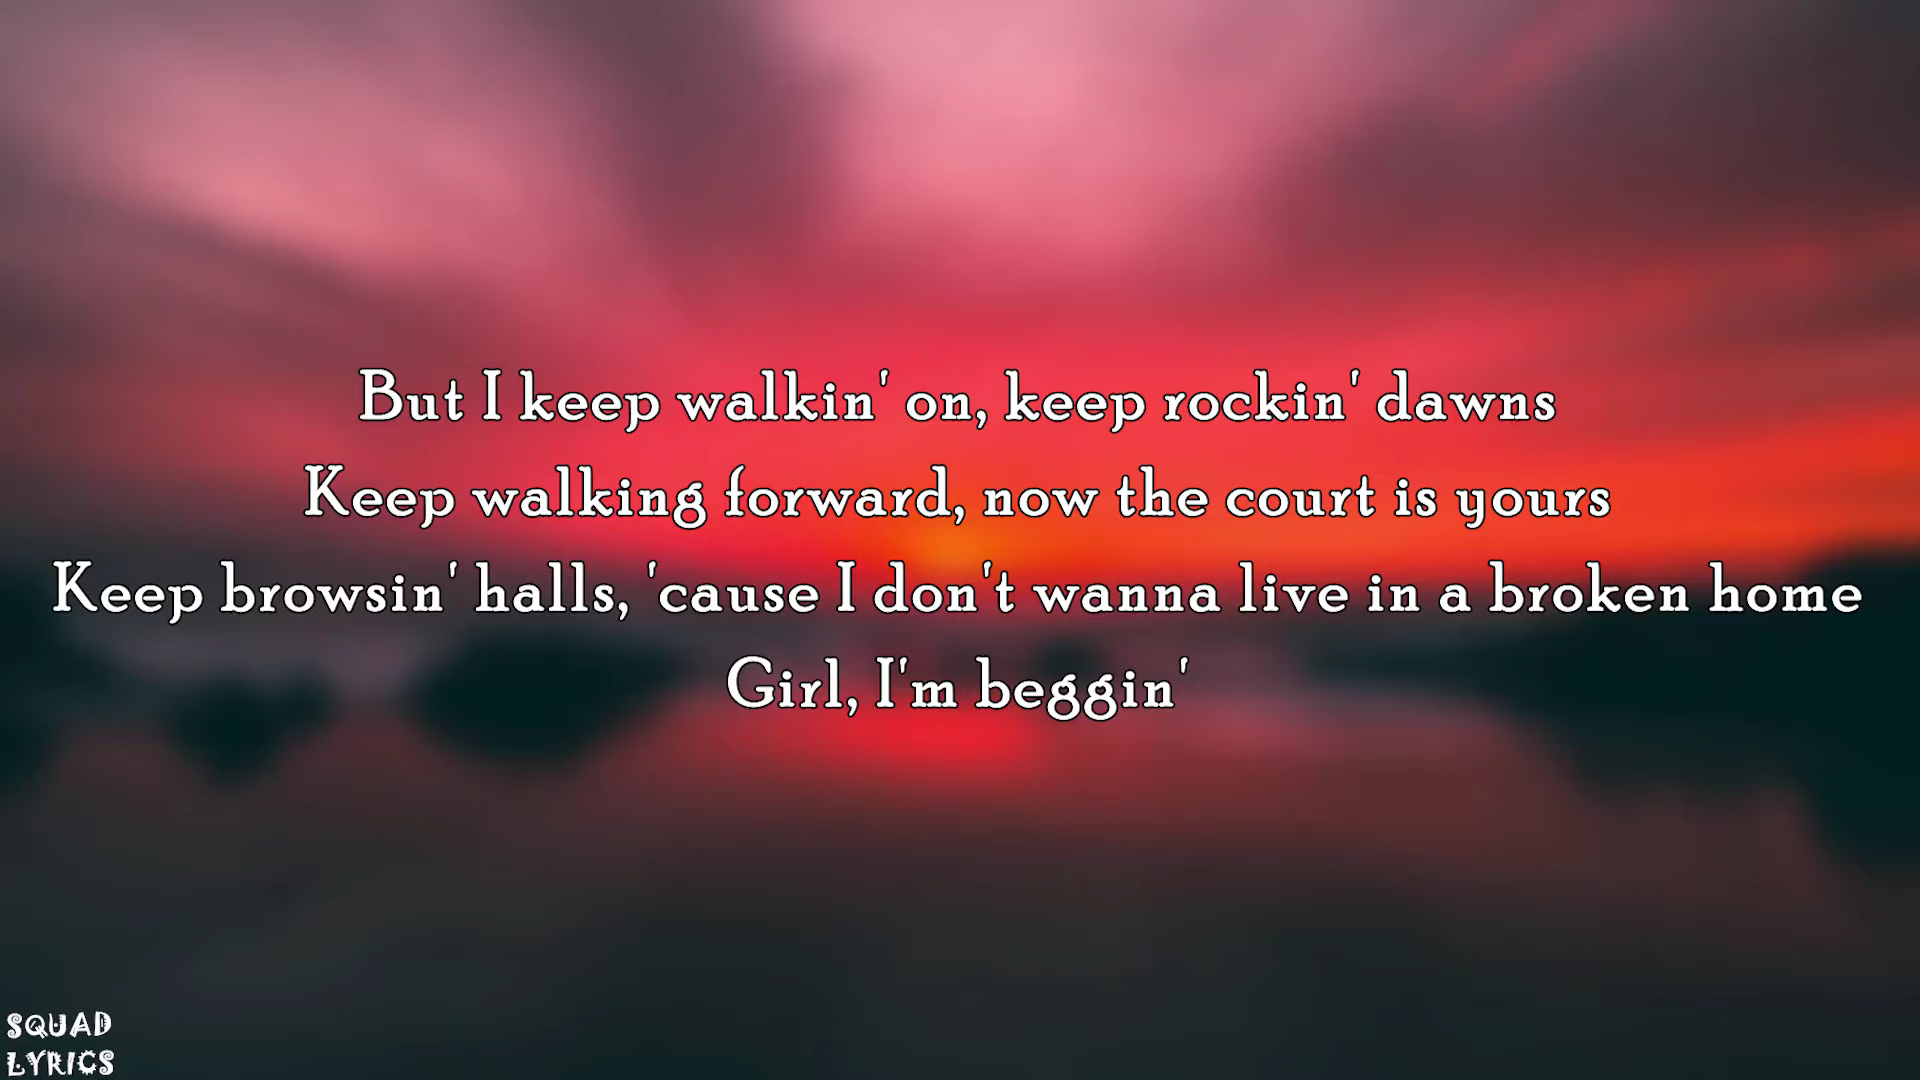 But I keep walkin' on, keep rockin' dawns
Keep walking forward, now the court is yours
Keep browsin' halls, 'cause I don't wanna live in a broken home
Girl, I'm beggin'
SQUAD
LYRICS